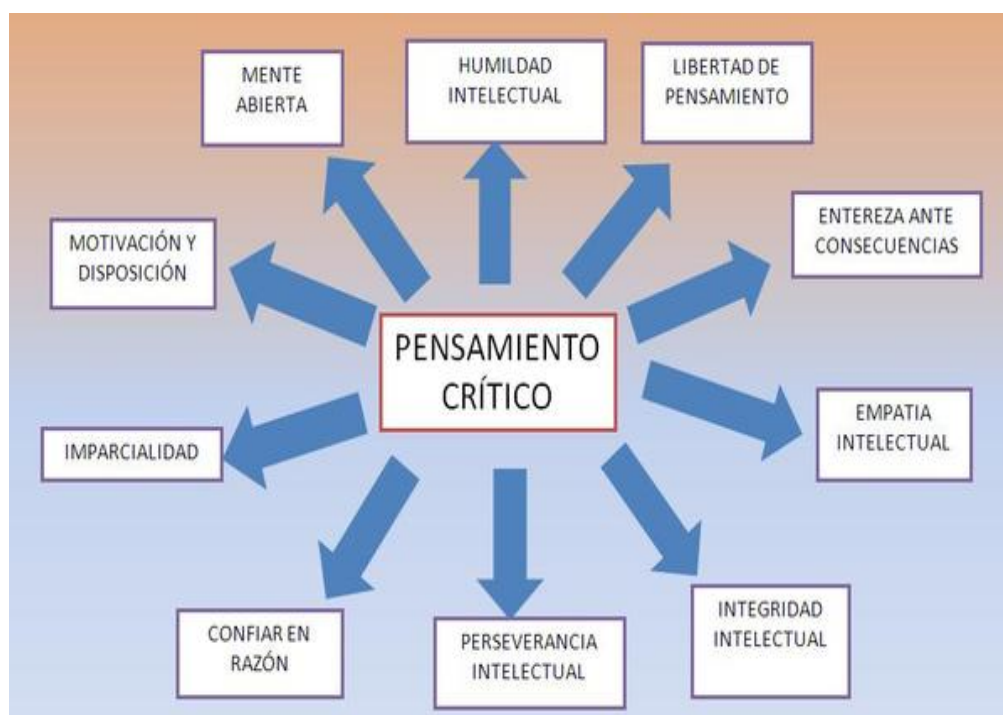 MENTE
ABIERTA
HUMILDAD
INTELECTUAL
LIBERTAD DE
PENSAMIENTO
MOTIVACIÓN Y
DISPOSICIÓN
ENTEREZA ANTE
CONSECUENCIAS
PENSAMIENTO
CRÍTICO
IMPARCIALIDAD
EMPATIA
INTELECTUAL
CONFIAR EN
RAZÓN
PERSEVERANCIA
INTELECTUAL
INTEGRIDAD
INTELECTUAL